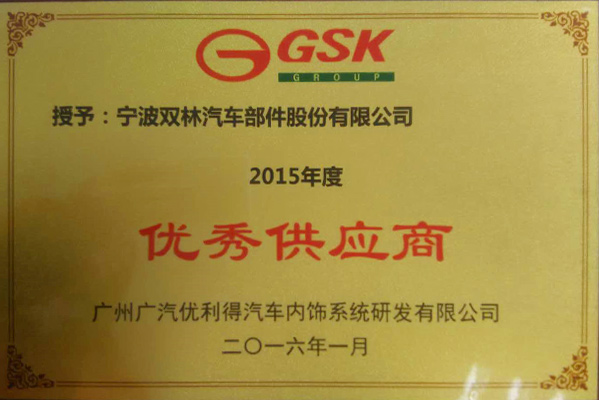 GSK
GROUP
授予：宁波双林汽车部件股份有限公司
2015年度
优秀供应商
广州广汽优利得汽车内饰系统研发有限公司
二〇一六年一月